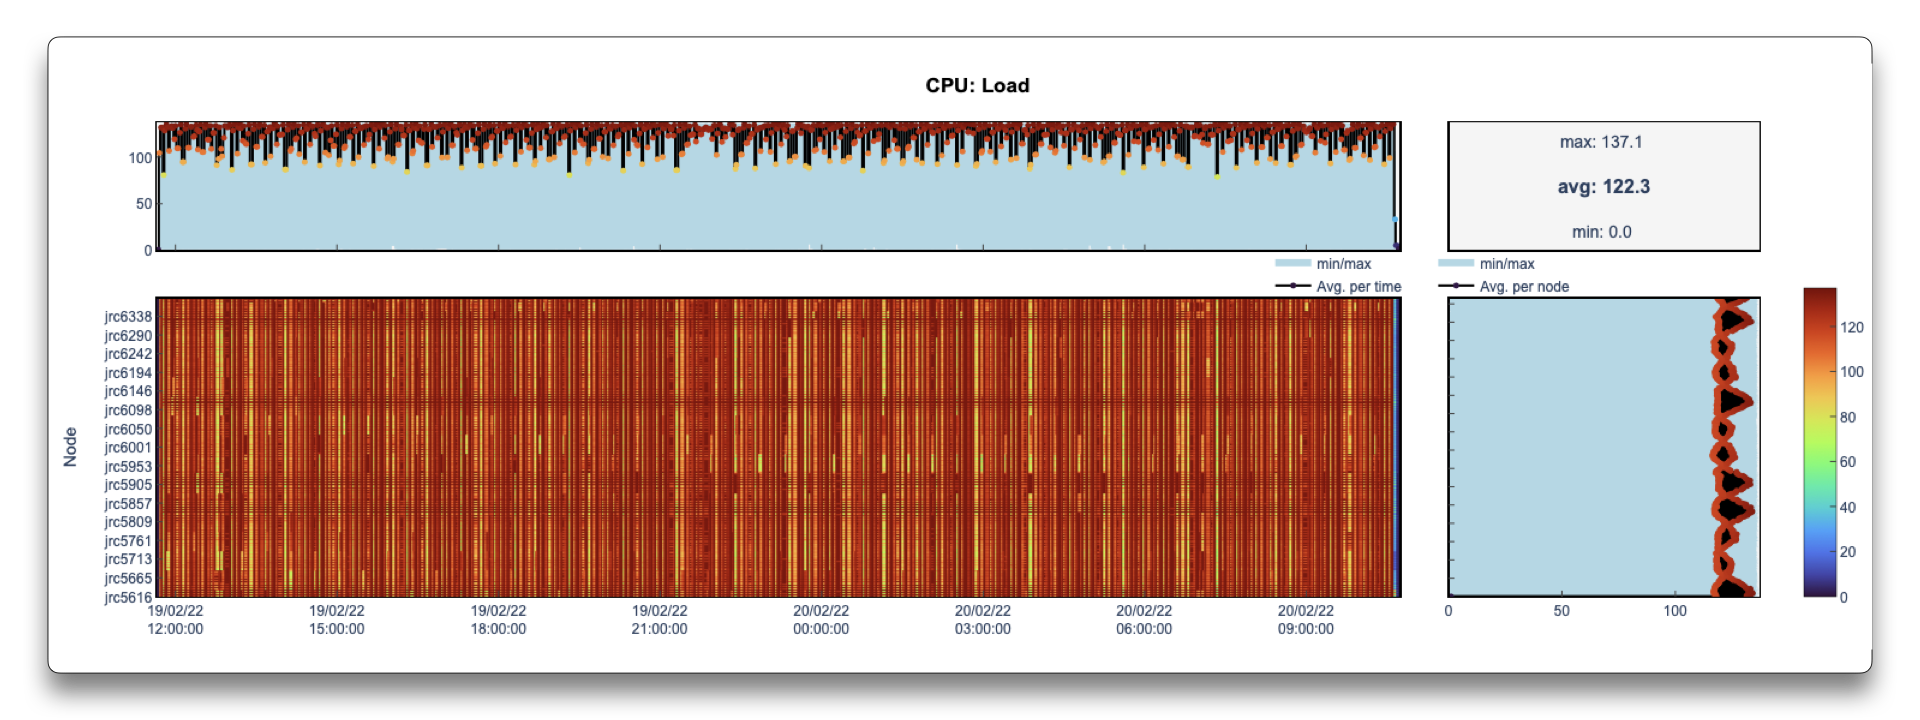 CPU: Load
100
50
0
max: 137.1
avg: 122.3
min: 0.0
min/max
Avg. per time
min/max
Avg. per node
Node
jrc6338
jrc6290
jrc6242
jrc6194
jrc6146
jrc6098
jrc6050
jrc6001
jrc5953
jrc5905
jrc5857
jrc5809
jrc5761
jrc5713
jrc5665
jrc5616
19/02/22
12:00:00
19/02/22
15:00:00
19/02/22
18:00:00
19/02/22
21:00:00
20/02/22
00:00:00
20/02/22
03:00:00
20/02/22
06:00:00
20/02/22
09:00:00
0
50
100
120
100
80
60
40
20
0